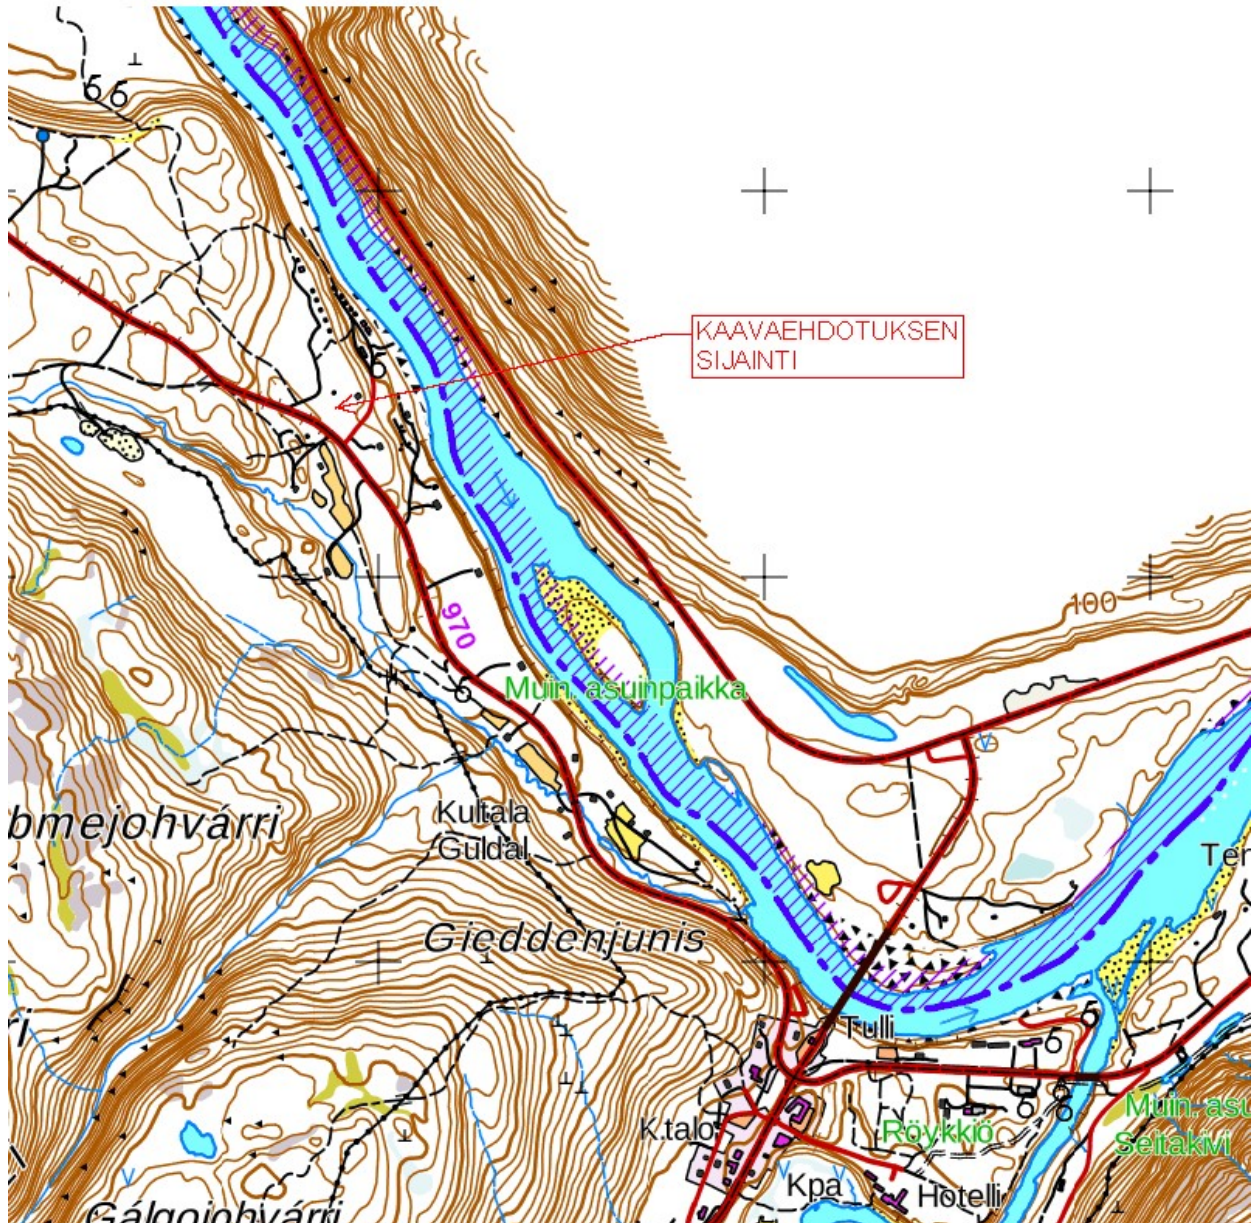 KAAVAEHDOTUKSEN
SIJAINTI
100
970
Muin. asuinpaikka
bmejohvárri
Kultala
Guldal
Ter
Gieddenjunis
Tulli
ri
Muin. asu
K.talo
Röykkiö
Seitakivi
Kpa
Hotelli
Gálgojohvárri